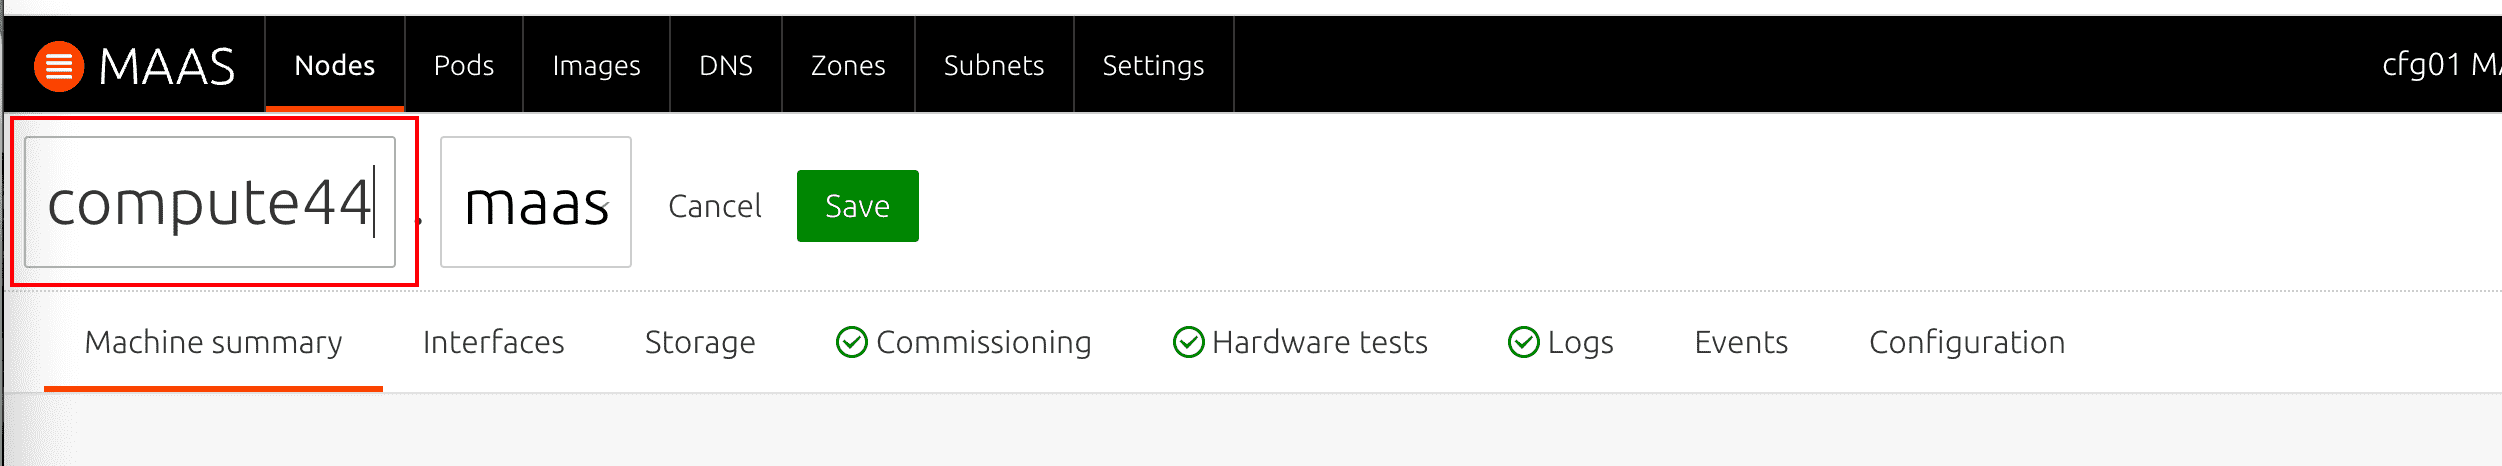 MAAS Nodes Pods Images DNS Zones Subnets Settings cfg01
compute44 . maas Cancel Save
Machine summary Interfaces Storage Commissioning Hardware tests Logs Events Configuration